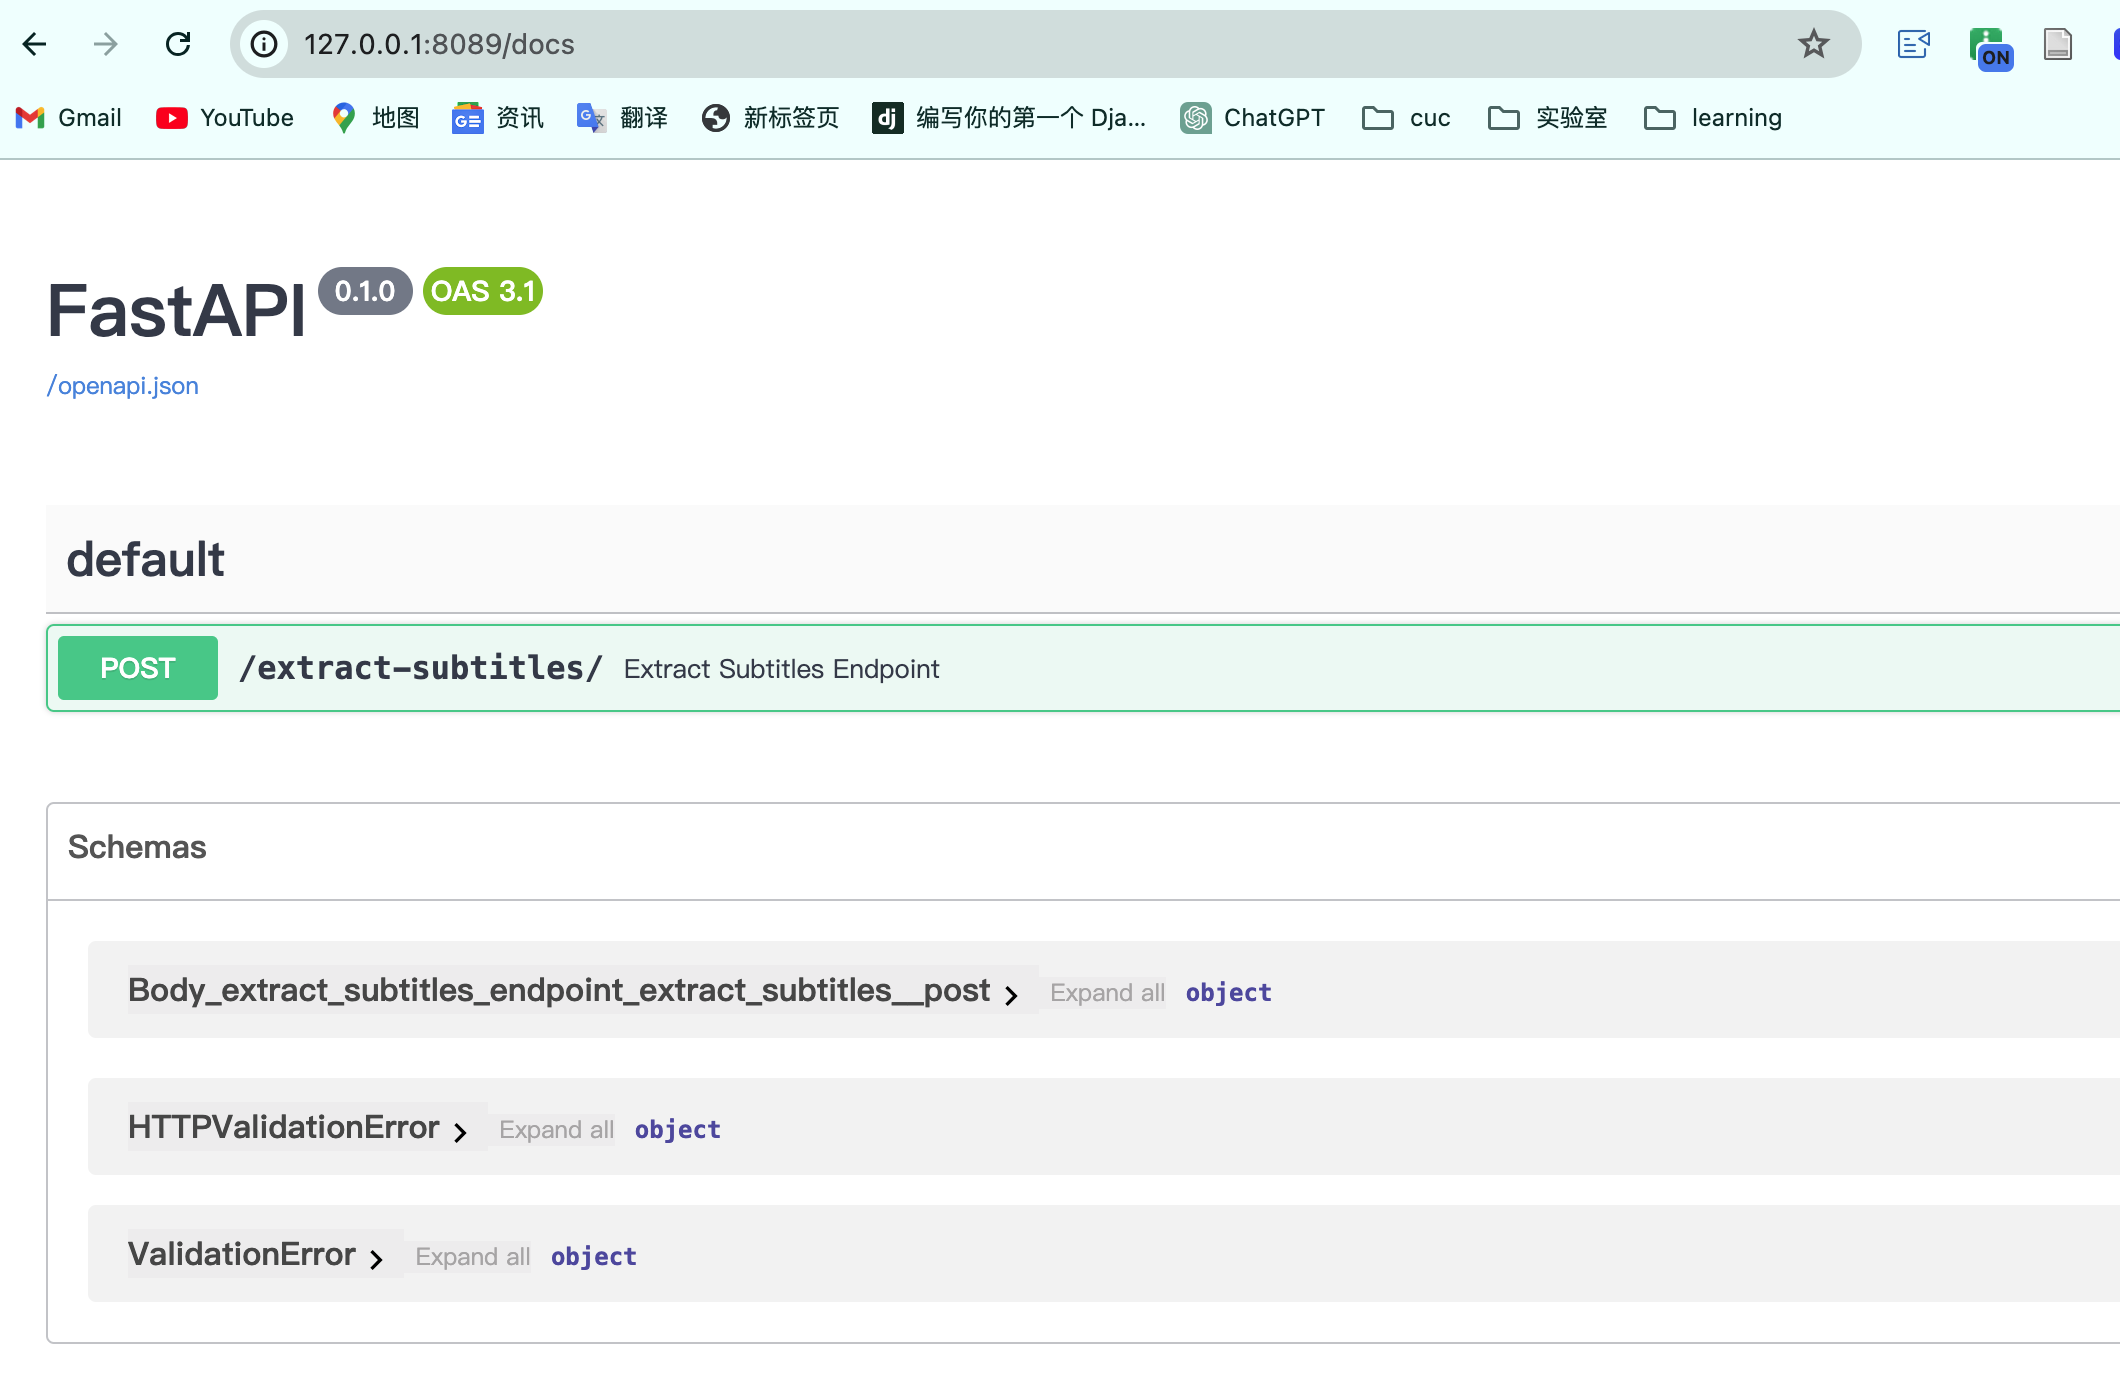 127.0.0.1:8089/docs
ON
Gmail YouTube 地图 GE 资讯 G 文 翻译 新标签页 dj 编写你的第一个 Dja... ChatGPT cuc 实验室 learning
FastAPI 0.1.0 OAS 3.1
/openapi.json
default
POST /extract-subtitles/ Extract Subtitles Endpoint
Schemas
Body_extract_subtitles_endpoint_extract_subtitles__post Expand all object
HTTPValidationError Expand all object
ValidationError Expand all object